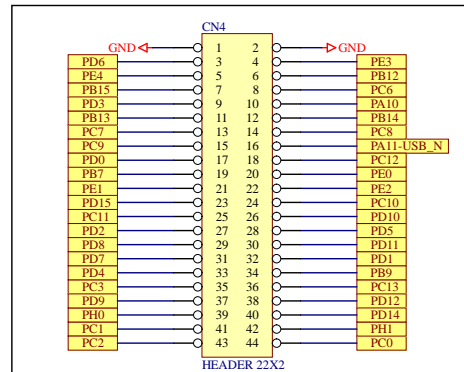 CN4
GND 1 2 GND
PD6 3 4 PE3
PE4 5 6 PB12
PB15 7 8 PC6
PD3 9 10 PA10
PB13 11 12 PB14
PC7 13 14 PC8
PC9 15 16 PA11-USB_N
PD0 17 18 PC12
PB7 19 20 PE0
PE1 21 22 PE2
PD15 23 24 PC10
PC11 25 26 PD10
PD2 27 28 PD5
PD8 29 30 PD11
PD7 31 32 PD1
PD4 33 34 PB9
PC3 35 36 PC13
PD9 37 38 PD12
PH0 39 40 PD14
PC1 41 42 PH1
PC2 43 44 PC0
HEADER 22X2